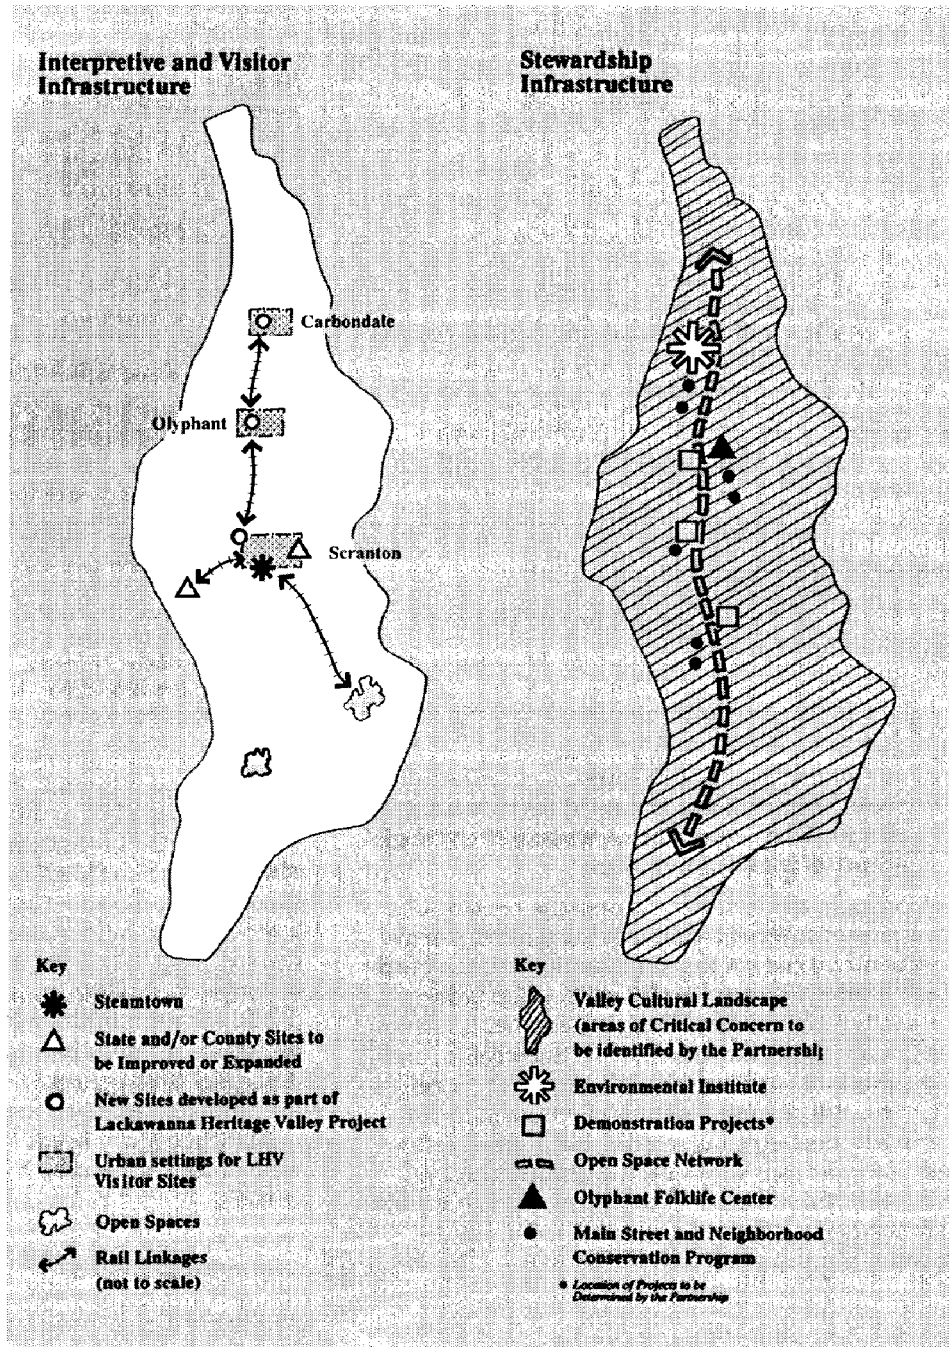 Interpretive and Visitor
Infrastructure
Carbondale
Olyphant
Scranton
Key
Steamtown
State and/or County Sites to
be Improved or Expanded
New Sites developed as part of
Lackawanna Heritage Valley Project
Urban settings for LHV
Visitor Sites
Open Spaces
Rail Linkages
(not to scale)
Stewardship
Infrastructure
Key
Valley Cultural Landscape
(areas of Critical Concern to
be identified by the Partnershi
Environmental Institute
Demonstration Projects*
Open Space Network
Olyphant Folklife Center
Main Street and Neighborhood
Conservation Program
* Location of Projects to be
Determined by the Partnership